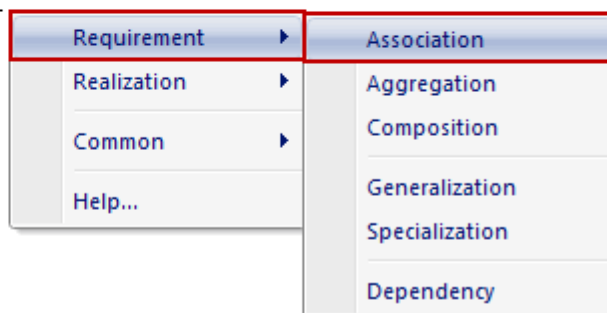 Requirement
Realization
Common
Help...
Association
Aggregation
Composition
Generalization
Specialization
Dependency